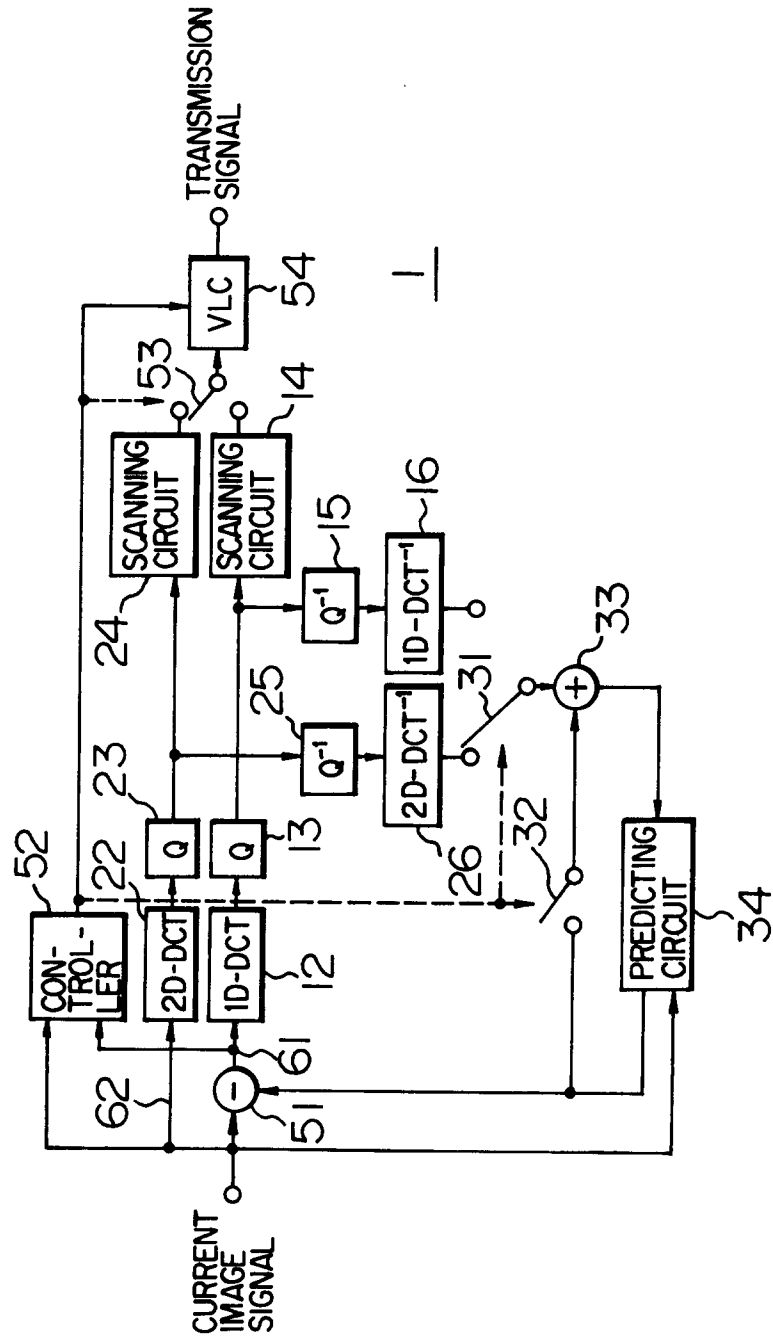 CURRENT
IMAGE
SIGNAL
62
61
51
52
CON-
TROL-
LER
22
2D-DCT
1D-DCT
12
23
Q
Q
13
24
SCANNING
CIRCUIT
SCANNING
CIRCUIT
14
53
VLC
54
TRANSMISSION
SIGNAL
25
Q-1
15
Q-1
2D-DCT-1
26
1D-DCT-1
16
31
32
+
33
-
PREDICTING
CIRCUIT
34
1